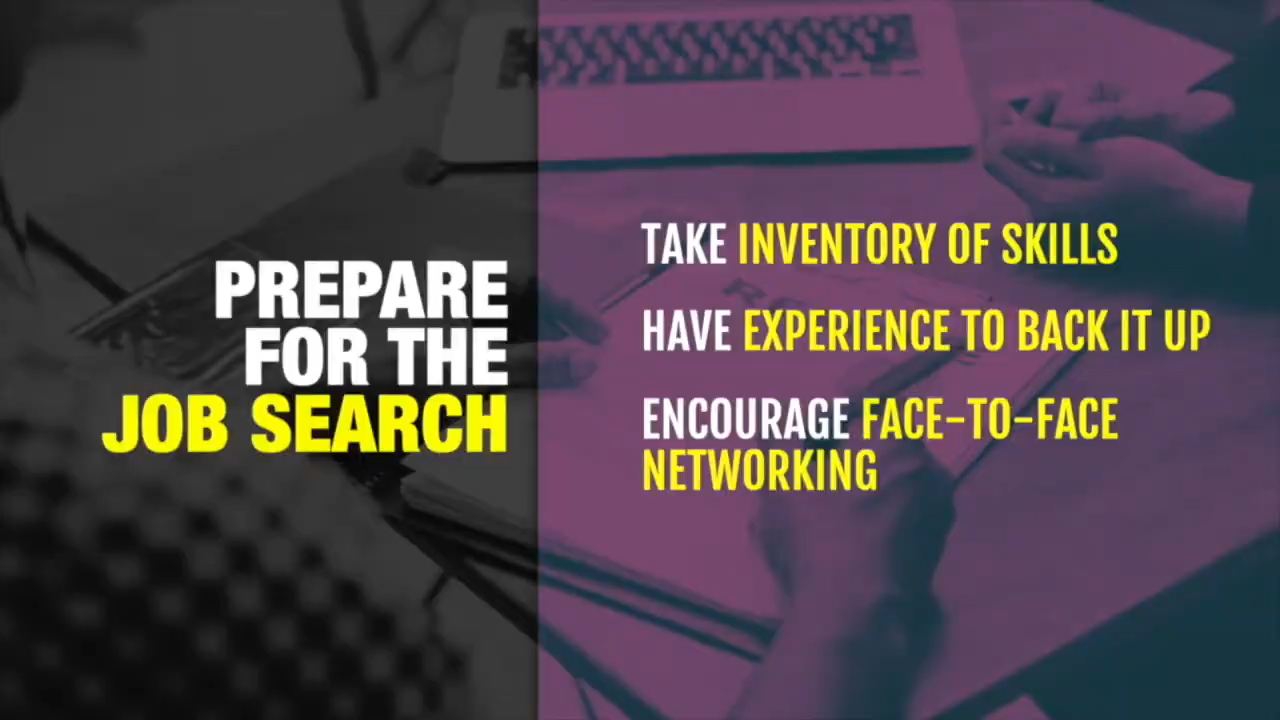 PREPARE
FOR THE
JOB SEARCH
TAKE INVENTORY OF SKILLS
HAVE EXPERIENCE TO BACK IT UP
ENCOURAGE FACE-TO-FACE
NETWORKING